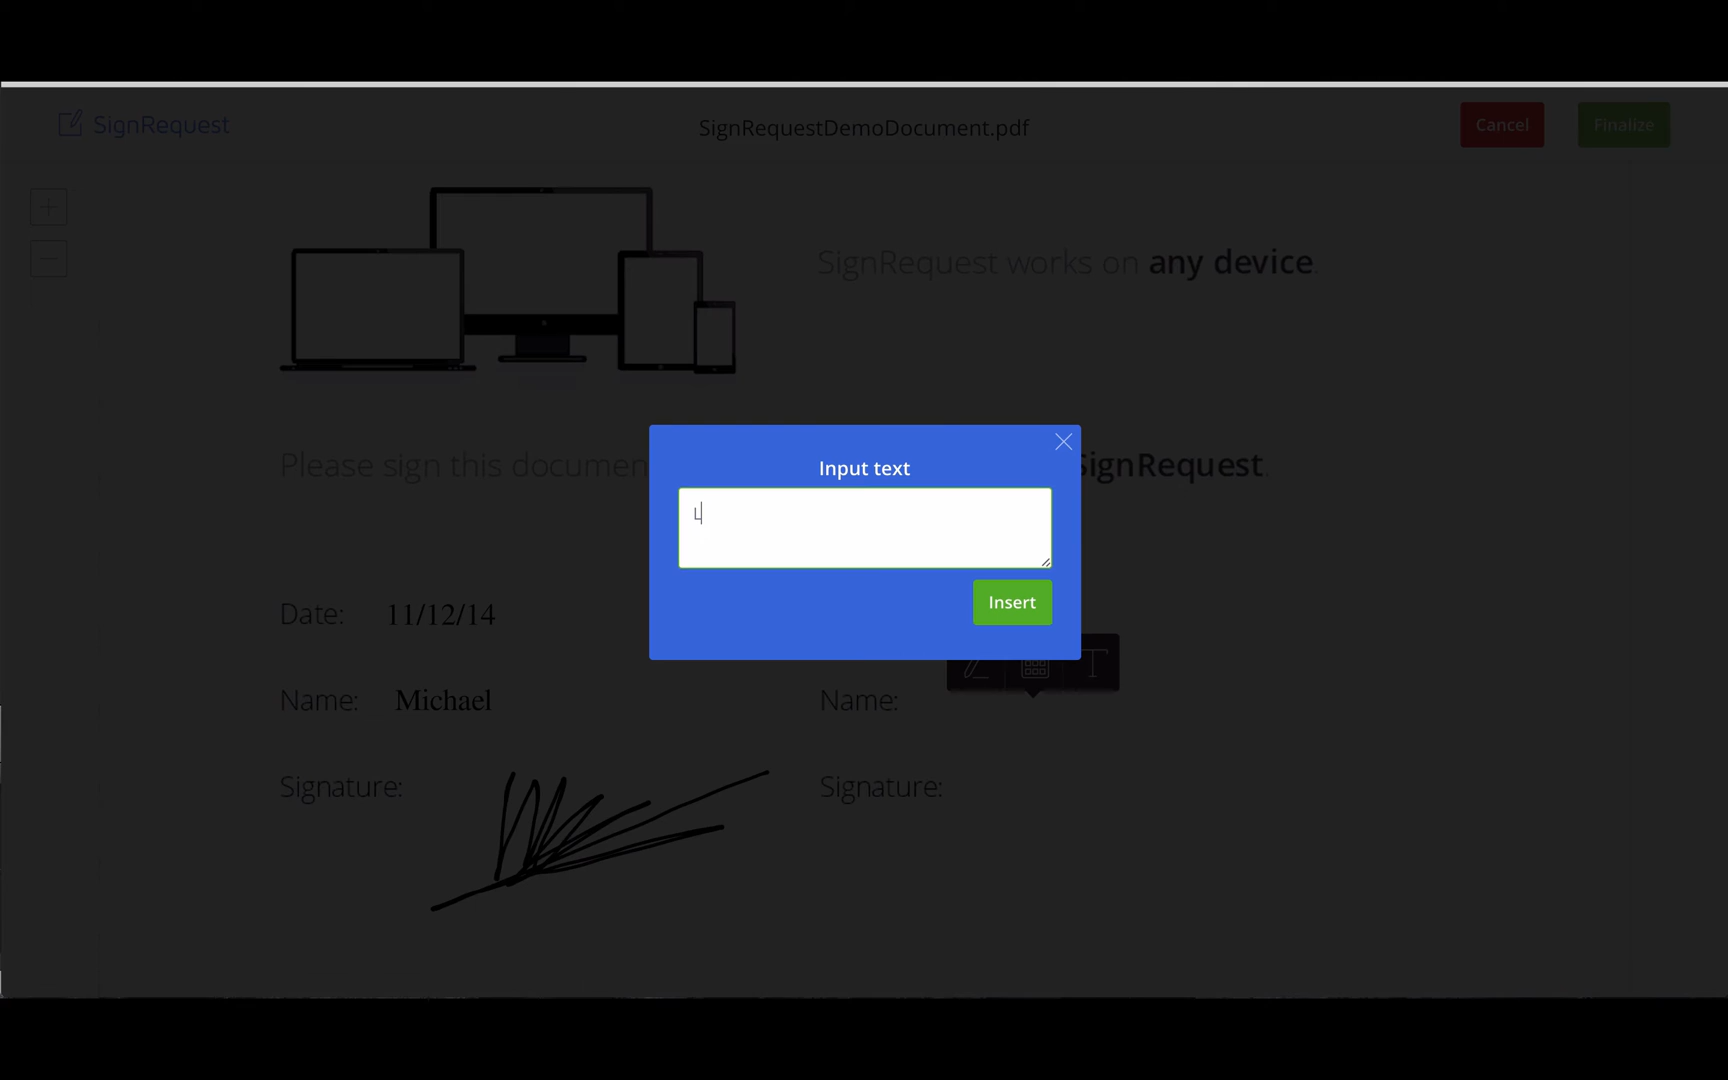 SignRequest
SignRequestDemoDocument.pdf
Cancel
Finalize
SignRequest works on any device.
Please sign this documen
SignRequest.
Input text
L
Insert
Date: 11/12/14
Name: Michael
Name:
Signature:
Signature: